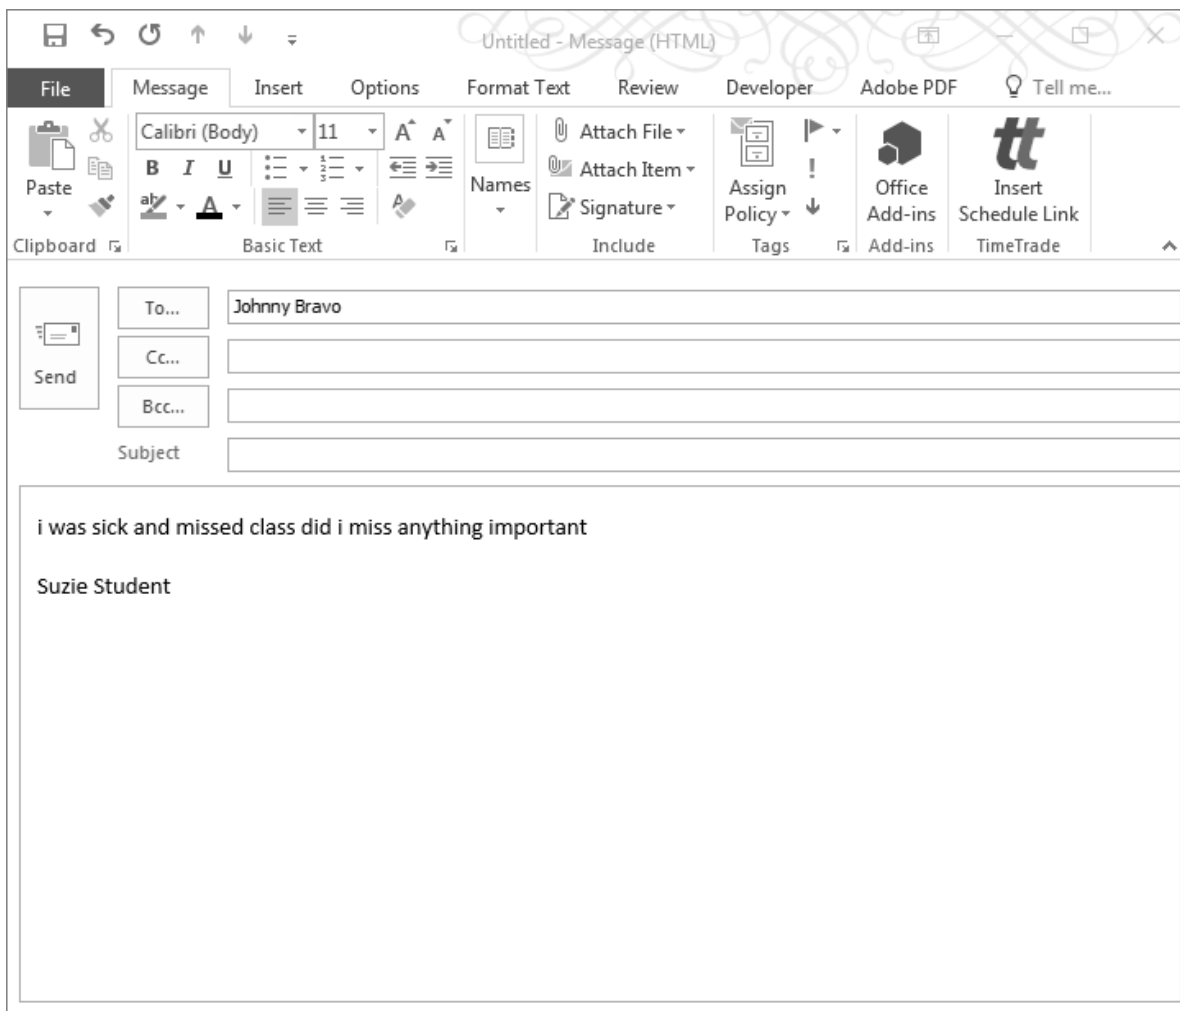 Untitled - Message (HTML)
File Message Insert Options Format Text Review Developer Adobe PDF Tell me...
Calibri (Body) 11 A A Attach File
B I U Attach Item
Paste Names Assign Office Insert
ab A A Signature Policy Add-ins Schedule Link
Clipboard Basic Text Include Tags Add-ins TimeTrade
To... Johnny Bravo
Cc...
Send
Bcc...
Subject
i was sick and missed class did i miss anything important
Suzie Student